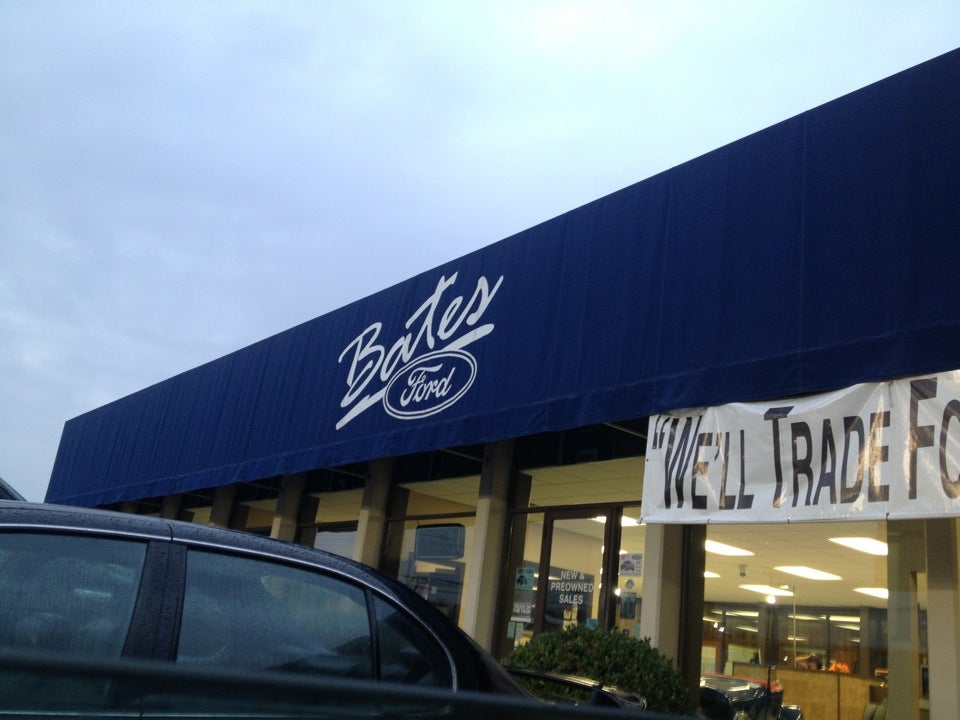 Bates
Ford
"WE'LL TRADE FO
NEW &
PREOWNED
SALES